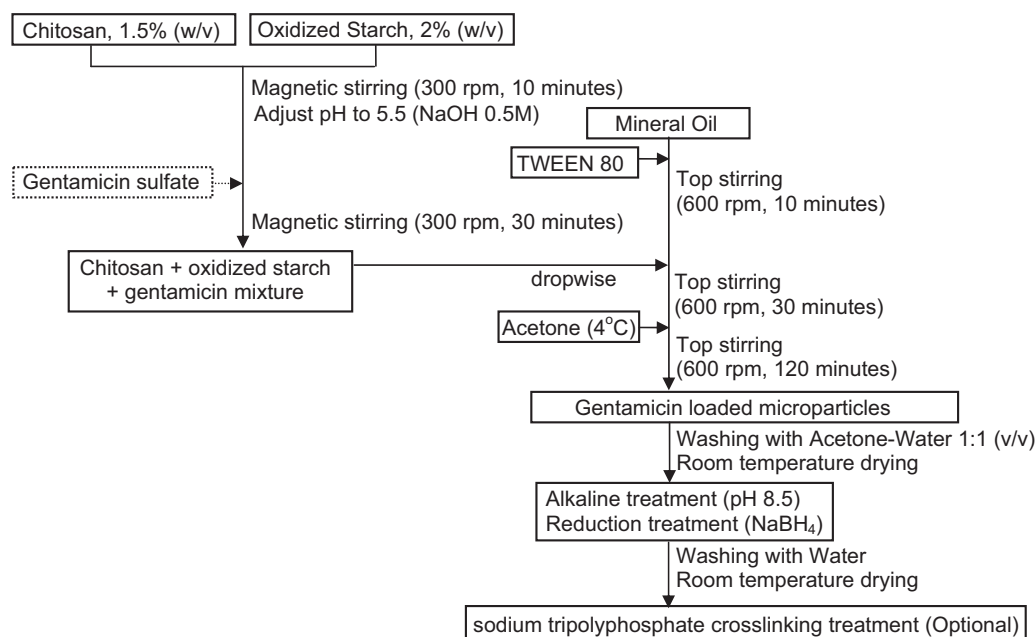 Chitosan, 1.5% (w/v)
Oxidized Starch, 2% (w/v)
Magnetic stirring (300 rpm, 10 minutes)
Adjust pH to 5.5 (NaOH 0.5M)
Mineral Oil
TWEEN 80
Gentamicin sulfate
Top stirring
(600 rpm, 10 minutes)
Magnetic stirring (300 rpm, 30 minutes)
Chitosan + oxidized starch
+ gentamicin mixture
dropwise
Top stirring
(600 rpm, 30 minutes)
Acetone (4°C)
Top stirring
(600 rpm, 120 minutes)
Gentamicin loaded microparticles
Washing with Acetone-Water 1:1 (v/v)
Room temperature drying
Alkaline treatment (pH 8.5)
Reduction treatment (NaBH₄)
Washing with Water
Room temperature drying
sodium tripolyphosphate crosslinking treatment (Optional)